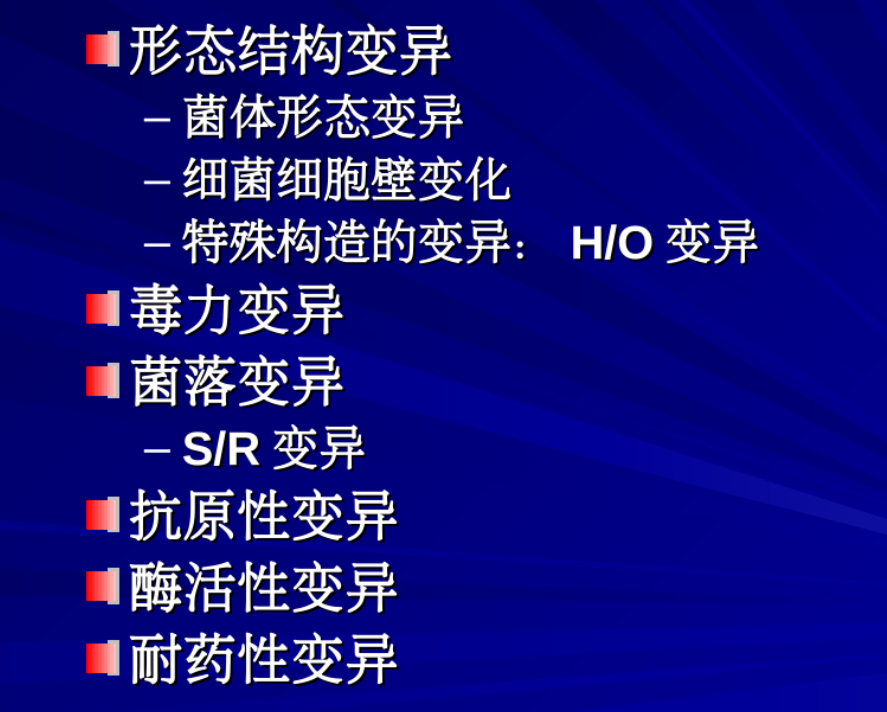 形态结构变异
– 菌体形态变异
– 细菌细胞壁变化
– 特殊构造的变异： H/O 变异
毒力变异
菌落变异
– S/R 变异
抗原性变异
酶活性变异
耐药性变异